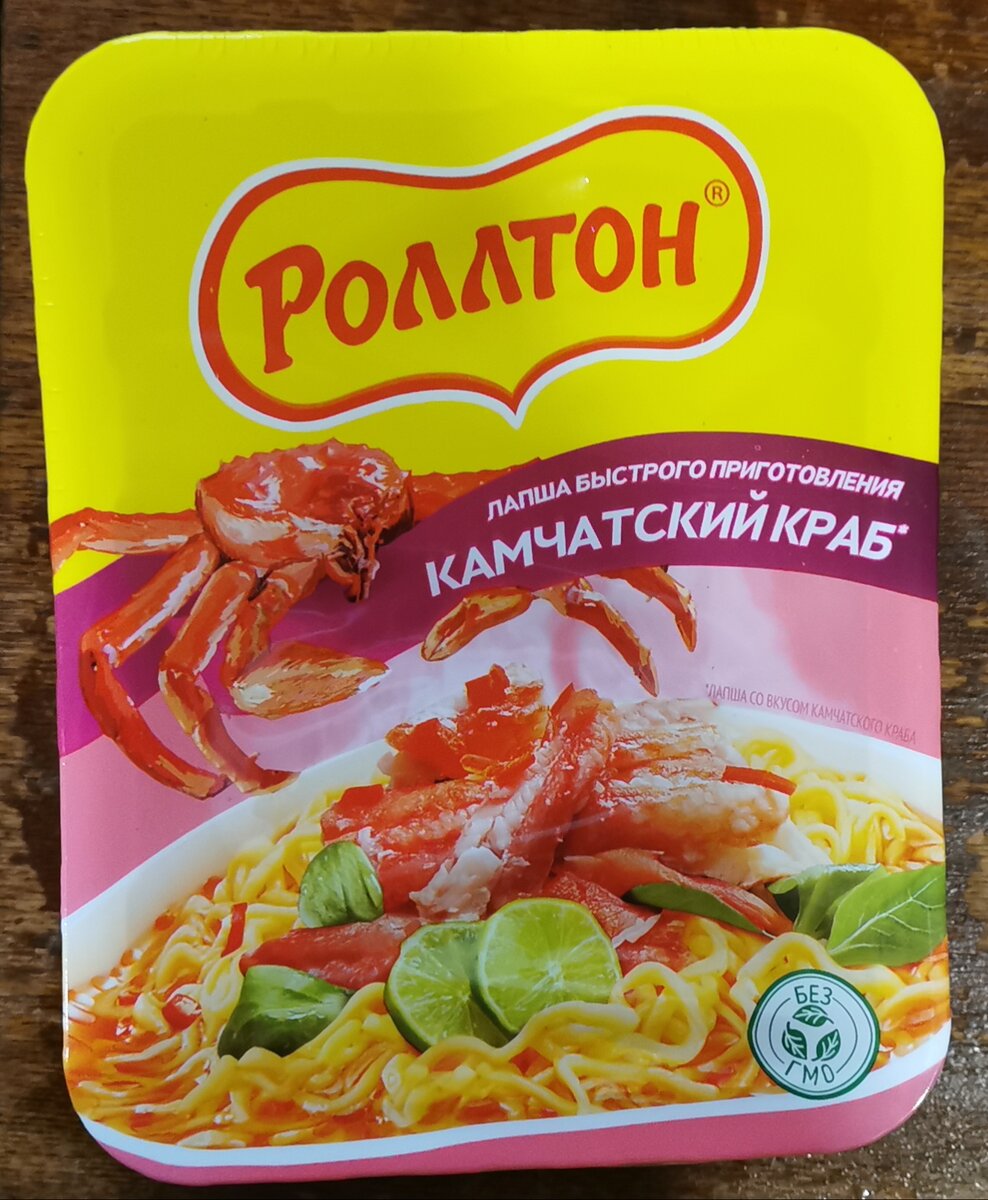 Роллтон®
ЛАПША БЫСТРОГО ПРИГОТОВЛЕНИЯ
КАМЧАТСКИЙ КРАБ*
*ЛАПША СО ВКУСОМ КАМЧАТСКОГО КРАБА
БЕЗ
ГМО